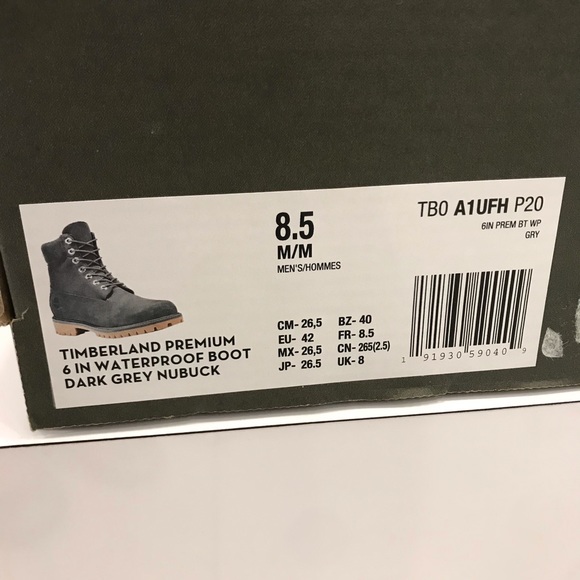 TIMBERLAND PREMIUM
6 IN WATERPROOF BOOT
DARK GREY NUBUCK
8.5
M/M
MEN'S/HOMMES
CM- 26,5 BZ- 40
EU- 42 FR- 8.5
MX- 26,5 CN- 265(2.5)
JP- 26.5 UK- 8
TB0 A1UFH P20
6IN PREM BT WP
GRY
1 91930 59040 9